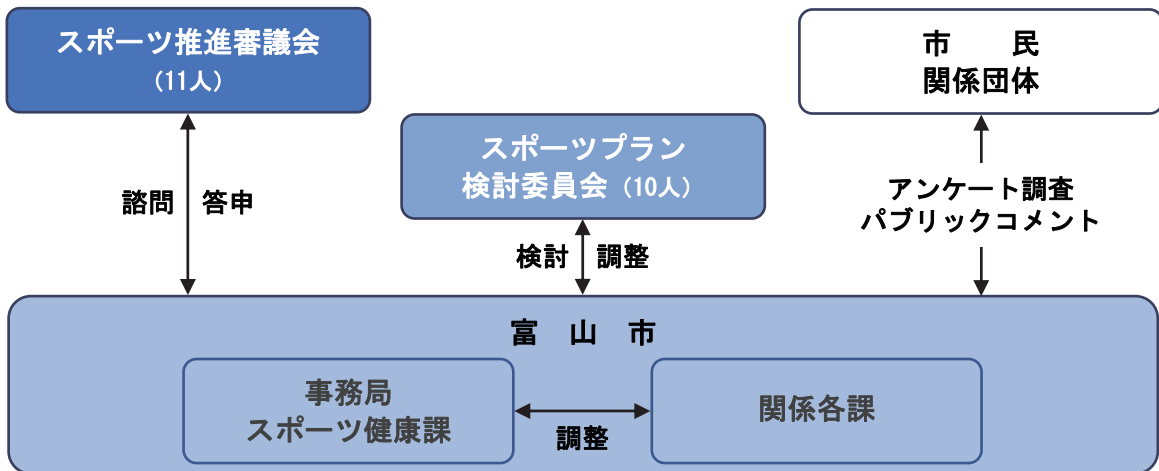 スポーツ推進審議会
(11人)
市　　民
関係団体
スポーツプラン
検討委員会（10人）
諮問　答申
アンケート調査
パブリックコメント
検討　調整
富　山　市
事務局
スポーツ健康課
調整
関係各課